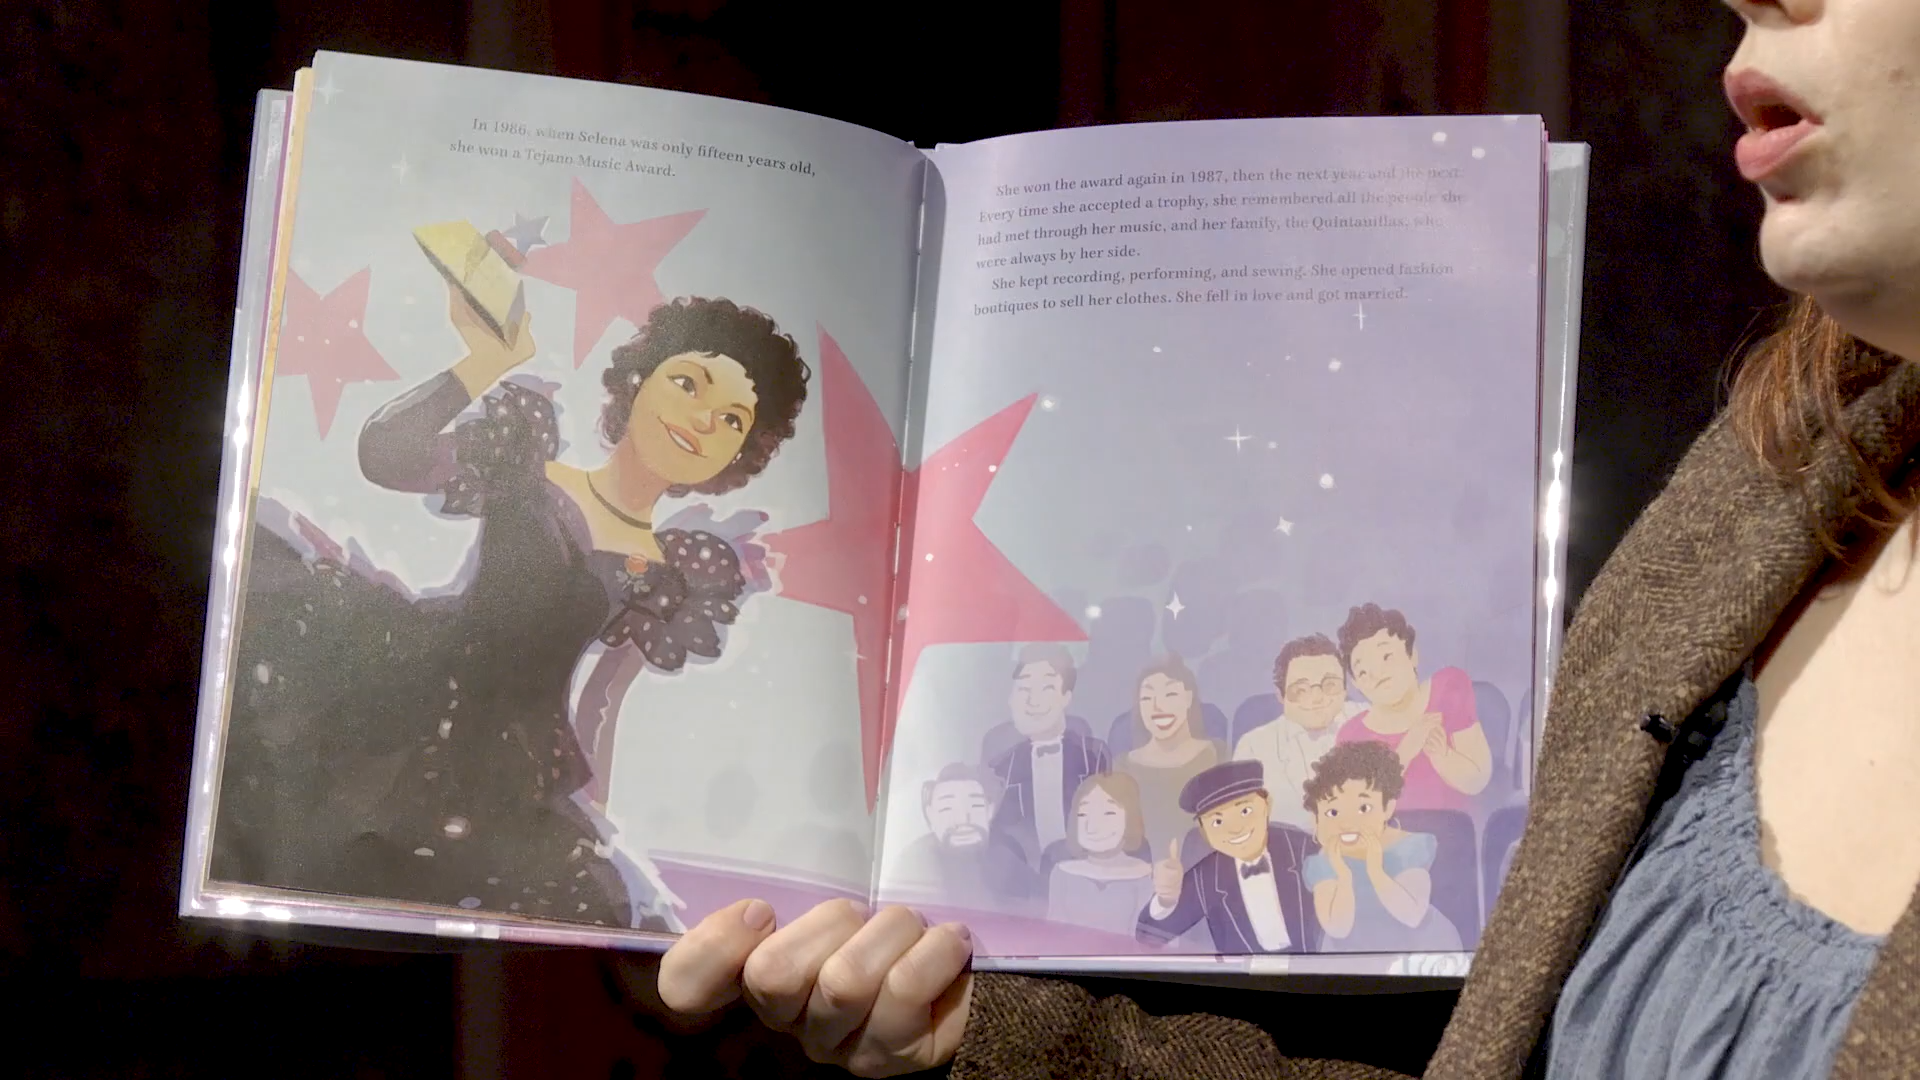 In 1986, when Selena was only fifteen years old,
she won a Tejano Music Award.
She won the award again in 1987, then the next year and the next.
Every time she accepted a trophy, she remembered all the people she
had met through her music, and her family, the Quintanillas, who
were always by her side.
She kept recording, performing, and sewing. She opened fashion
boutiques to sell her clothes. She fell in love and got married.